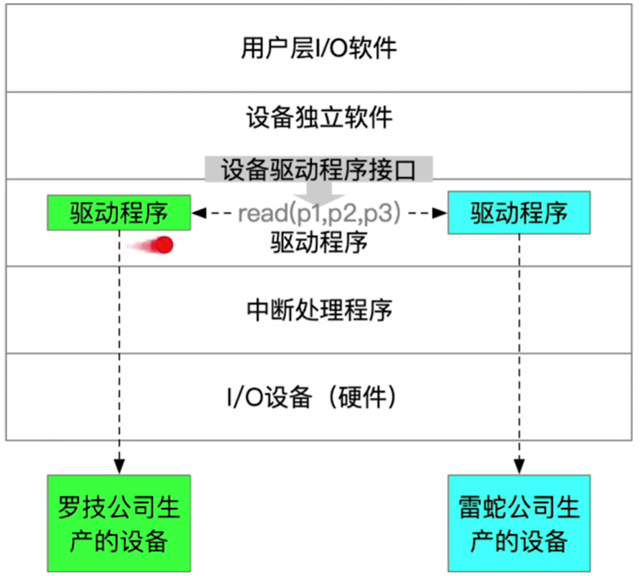 用户层I/O软件
设备独立软件
设备驱动程序接口
驱动程序
read(p1,p2,p3)
驱动程序
驱动程序
中断处理程序
I/O设备（硬件）
罗技公司生
产的设备
雷蛇公司生
产的设备